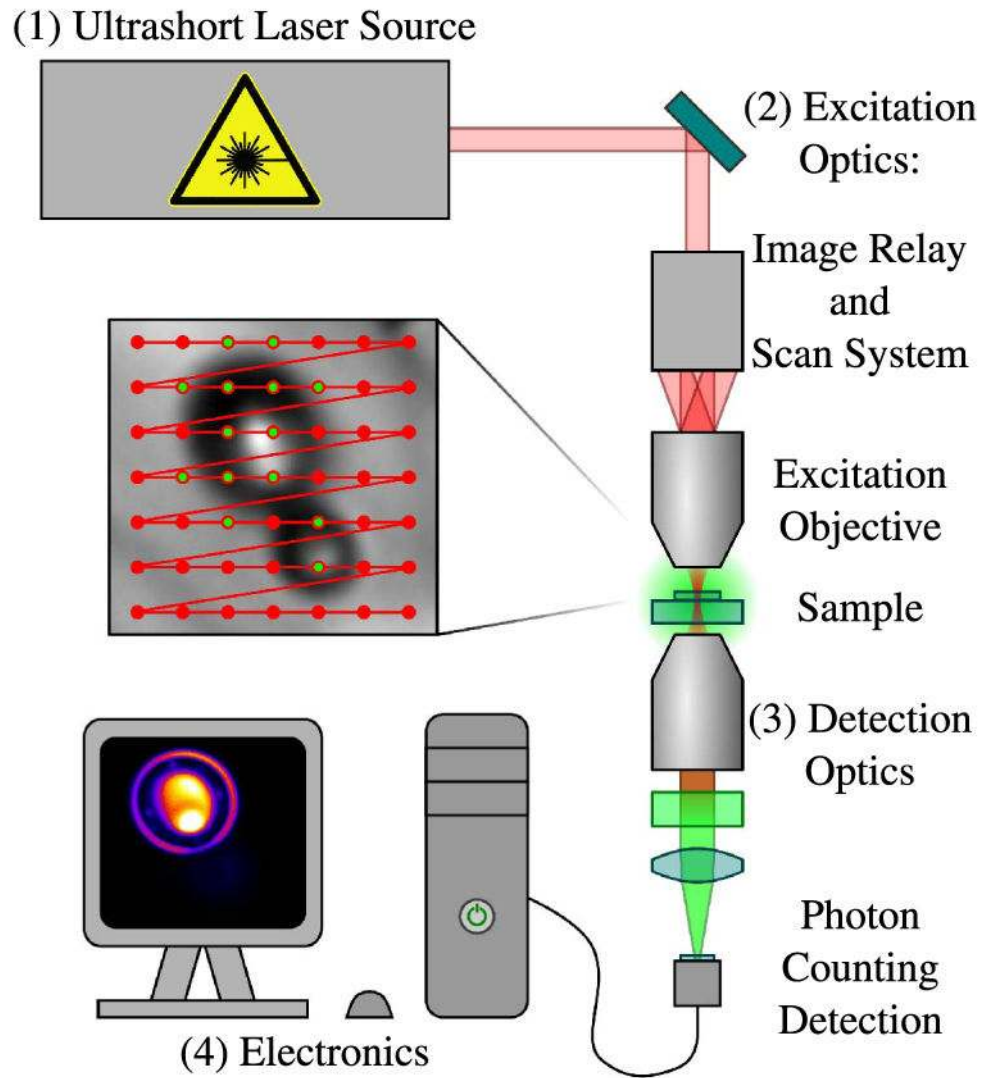 (1) Ultrashort Laser Source
(2) Excitation
Optics:
Image Relay
and
Scan System
Excitation
Objective
Sample
(3) Detection
Optics
Photon
Counting
Detection
(4) Electronics